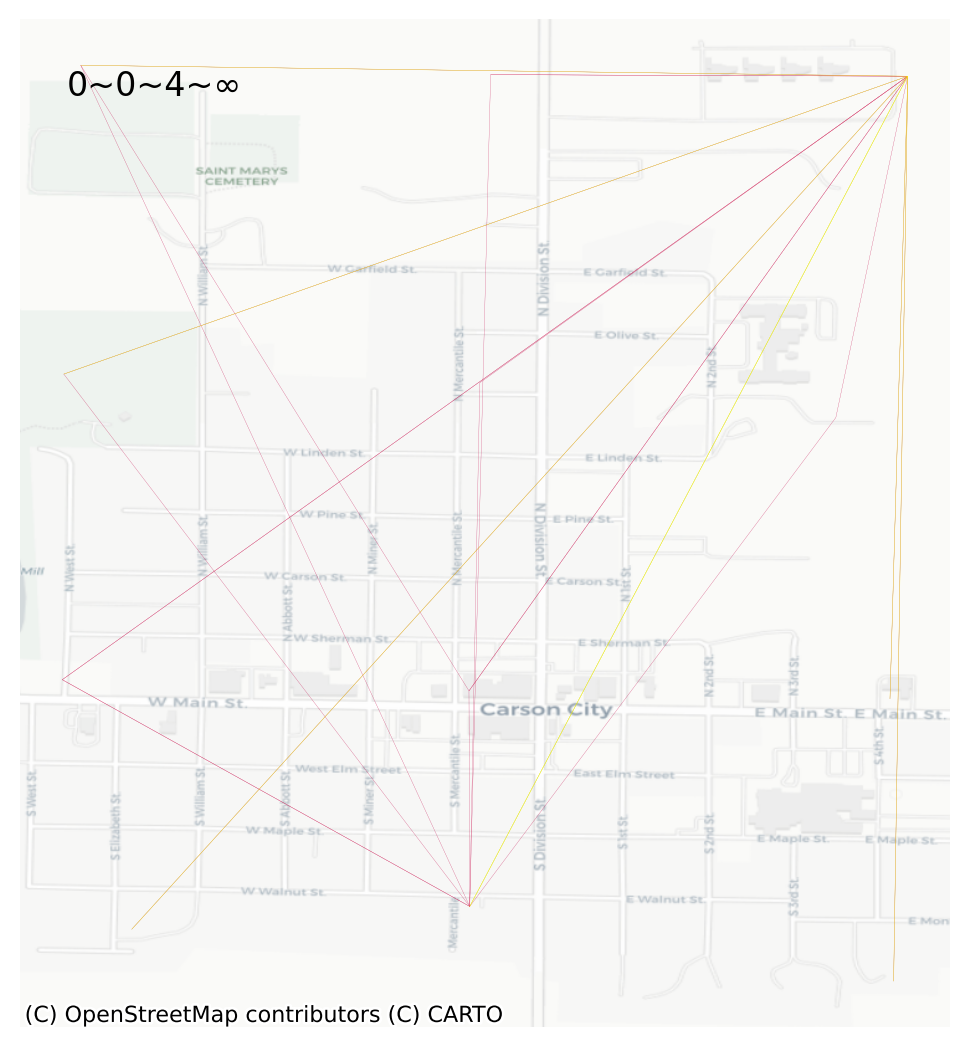 0~0~4~∞
SAINT MARYS
CEMETERY
N William St.
W Garfield St.
N Division St.
E Garfield St.
N Mercantile St.
E Olive St.
N 2nd St.
W Linden St.
E Linden St.
N West St.
N William St.
W Pine St.
N Miner St.
N Mercantile St.
N Division St
E Pine St.
Mill
W Carson St.
N Abbott St.
E Carson St.
N 1st St.
W Sherman St.
E Sherman St.
N 2nd St.
N 3rd St.
W Main St.
Carson City
E Main St.
E Main St.
S 4th St.
S West St.
S Elizabeth St.
S William St.
West Elm Street
S Abbott St.
S Miner St.
S Mercantile St.
East Elm Street
W Maple St.
S Division St.
S 1st St.
S 2nd St.
E Maple St.
E Maple St.
W Walnut St.
Mercantile
E Walnut St.
S 3rd St.
E Mon
(C) OpenStreetMap contributors (C) CARTO